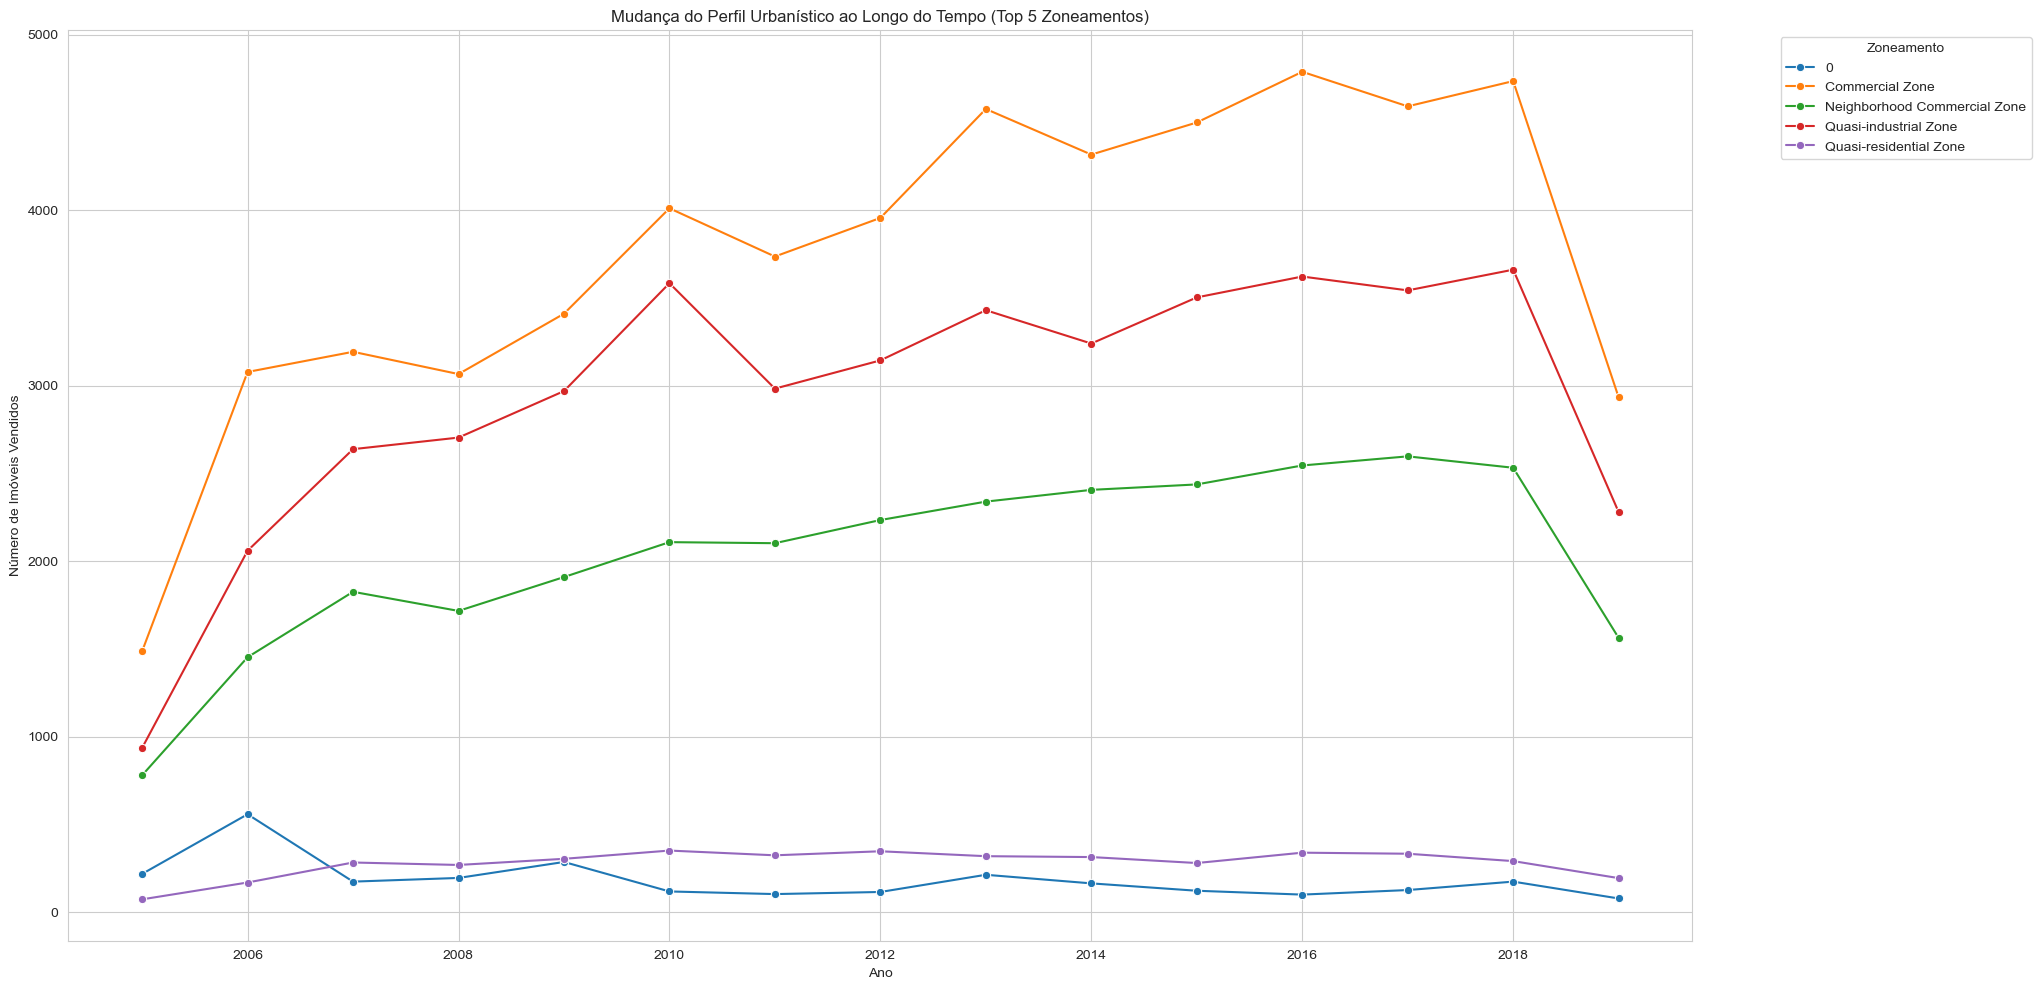 Mudança do Perfil Urbanístico ao Longo do Tempo (Top 5 Zoneamentos)
Zoneamento
0
Commercial Zone
Neighborhood Commercial Zone
Quasi-industrial Zone
Quasi-residential Zone
Número de Imóveis Vendidos
5000
4000
3000
2000
1000
0
2006 2008 2010 2012 2014 2016 2018
Ano